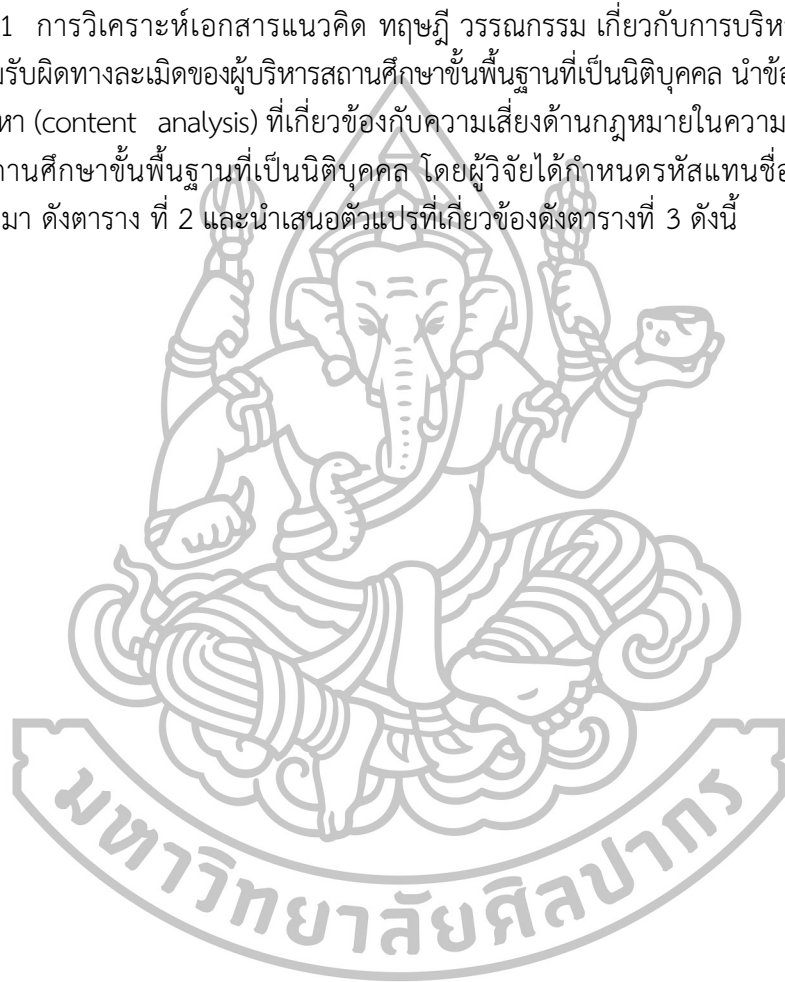 1 การวิเคราะห์เอกสารแนวคิด ทฤษฎี วรรณกรรม เกี่ยวกับการบริห
รับผิดทางละเมิดของผู้บริหารสถานศึกษาขั้นพื้นฐานที่เป็นนิติบุคคล นำข้อ
หา (content analysis) ที่เกี่ยวข้องกับความเสี่ยงด้านกฎหมายในความ
านศึกษาขั้นพื้นฐานที่เป็นนิติบุคคล โดยผู้วิจัยได้กำหนดรหัสแทนชื่อ
มา ดังตาราง ที่ 2 และนำเสนอตัวแปรที่เกี่ยวข้องดังตารางที่ 3 ดังนี้
มหาวิทยาลัยศิลปากร